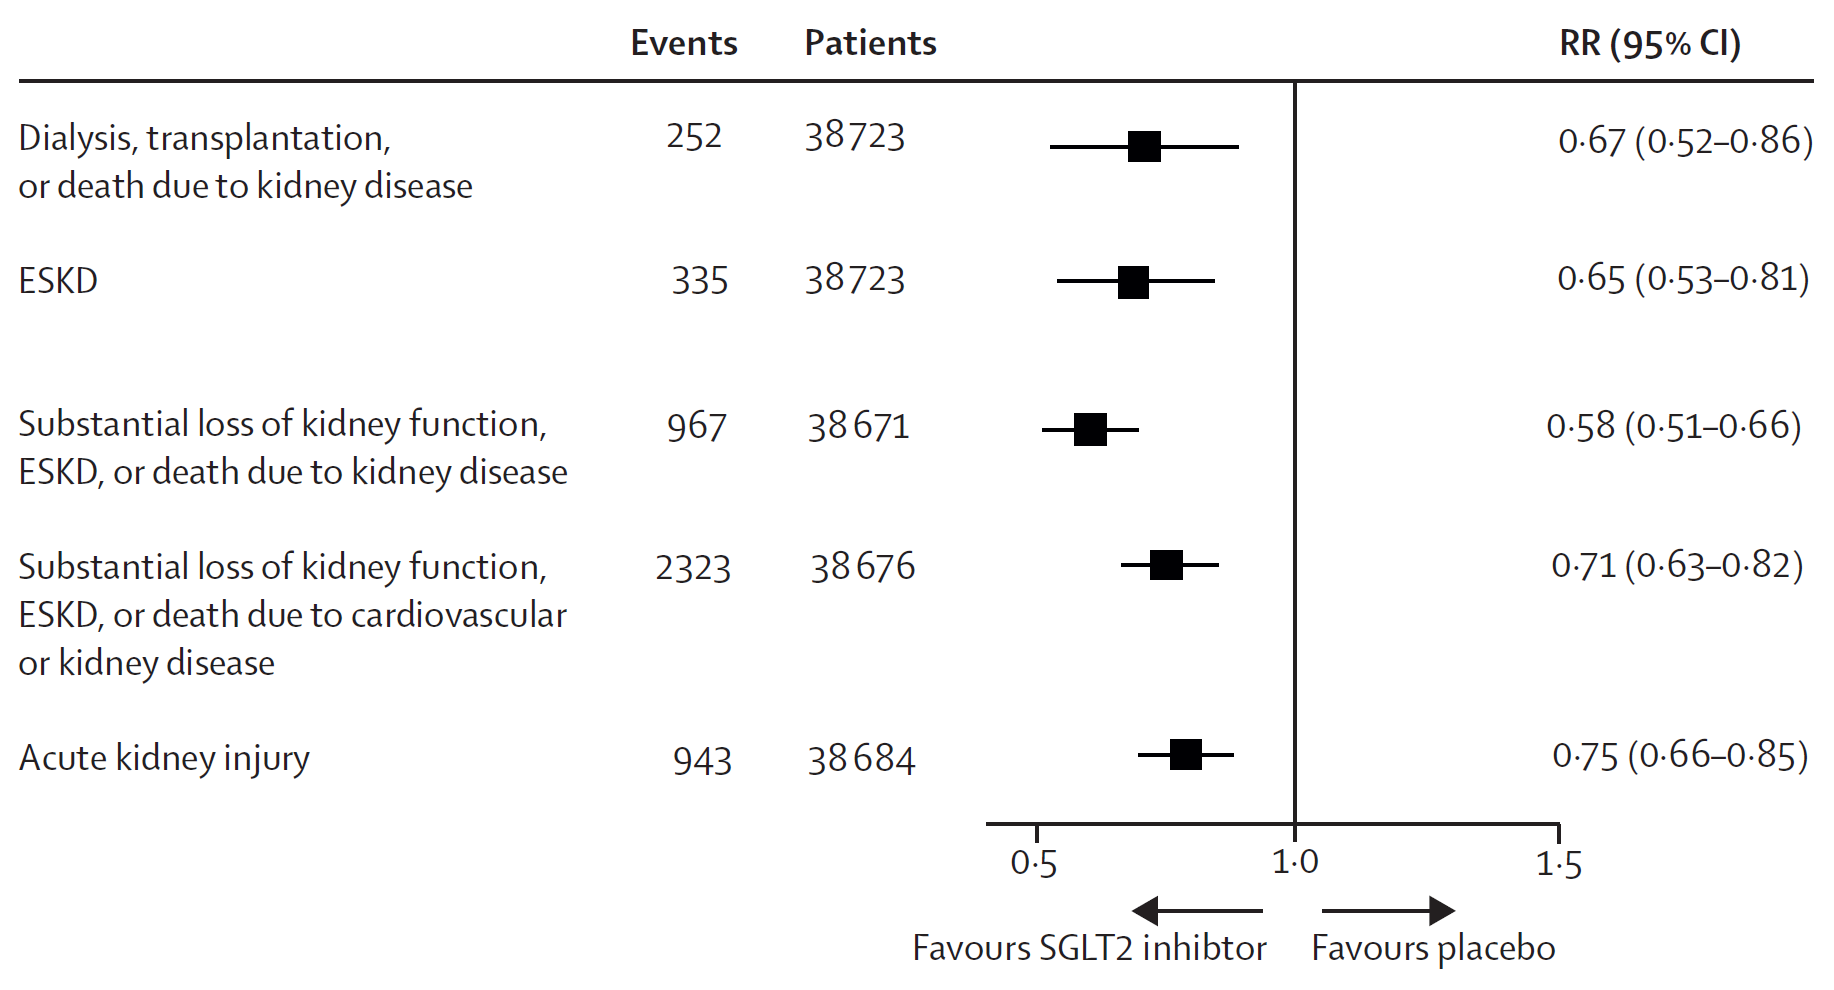 Events Patients RR (95% CI)
Dialysis, transplantation, 252 38723 0·67 (0·52–0·86)
or death due to kidney disease
ESKD 335 38723 0·65 (0·53–0·81)
Substantial loss of kidney function, 967 38671 0·58 (0·51–0·66)
ESKD, or death due to kidney disease
Substantial loss of kidney function, 2323 38676 0·71 (0·63–0·82)
ESKD, or death due to cardiovascular
or kidney disease
Acute kidney injury 943 38684 0·75 (0·66–0·85)
0·5 1·0 1·5
Favours SGLT2 inhibtor Favours placebo